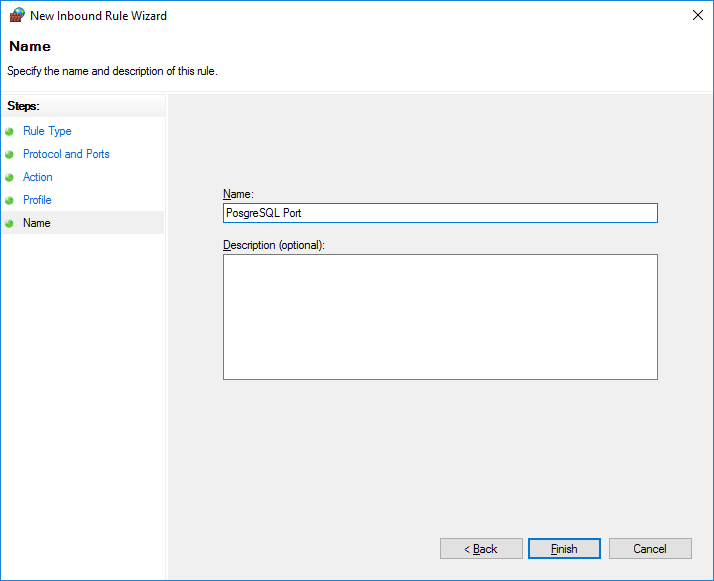 New Inbound Rule Wizard
Name
Specify the name and description of this rule.
Steps:
Rule Type
Protocol and Ports
Action
Profile
Name
Name:
PosgreSQL Port
Description (optional):
< Back
Finish
Cancel